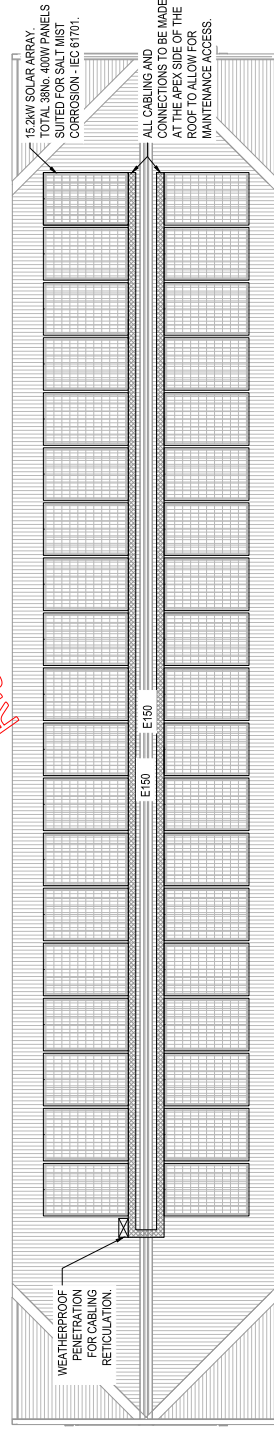 15.2kW SOLAR ARRAY.
TOTAL 38No. 400W PANELS
SUITED FOR SALT MIST
CORROSION - IEC 61701.
ALL CABLING AND
CONNECTIONS TO BE MADE
AT THE APEX SIDE OF THE
ROOF TO ALLOW FOR
MAINTENANCE ACCESS.
E150
E150
WEATHERPROOF
PENETRATION
FOR CABLING
RETICULATION.